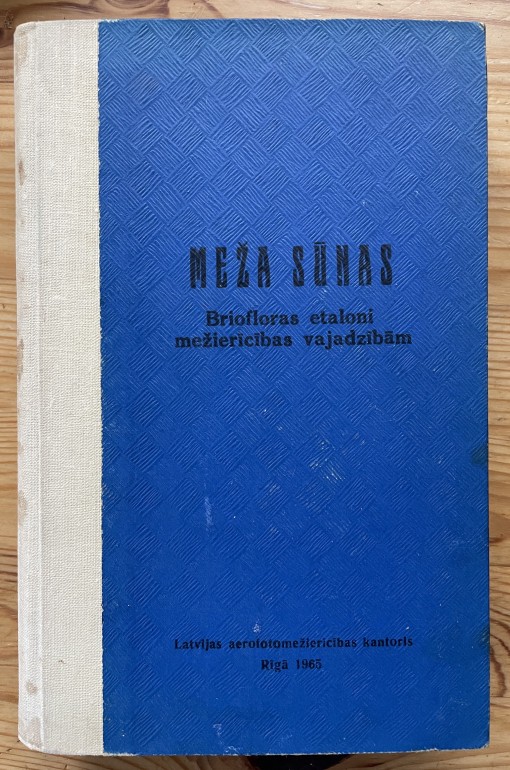 MEŽA SŪNAS
Briofloras etaloni
mežierīcības vajadzībām
Latvijas aerofotomežierīcības kantoris
Rīgā 1965